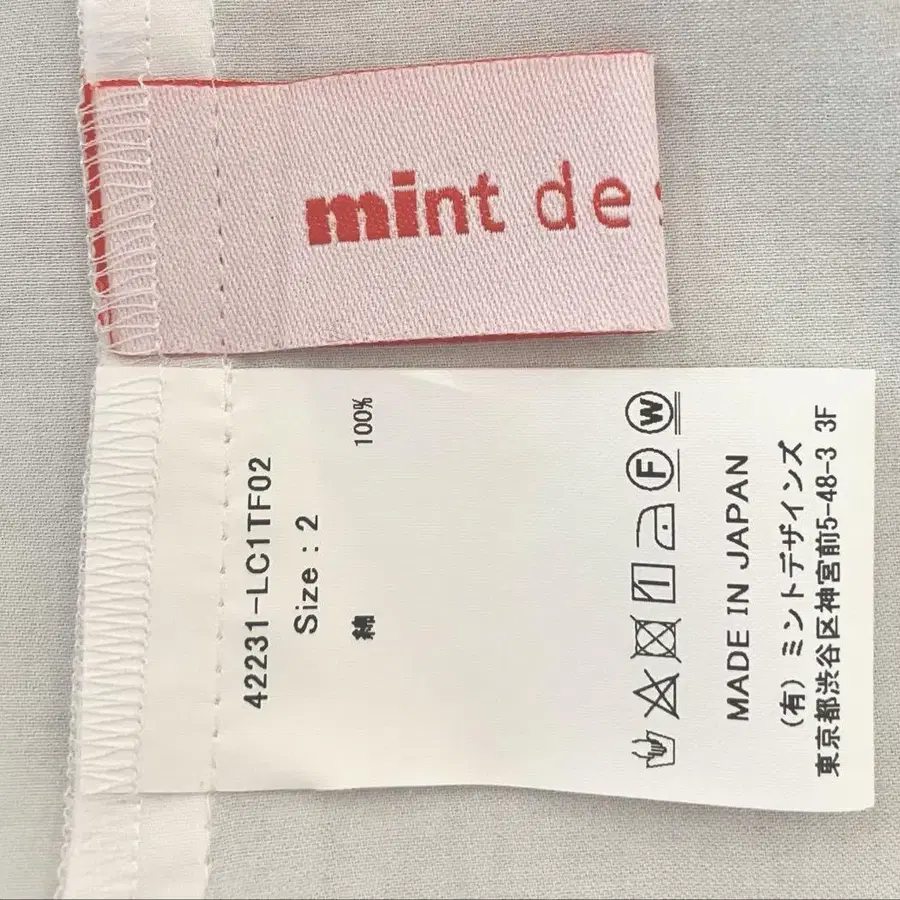 mint de
42231-LC1TF02
Size : 2
綿 100%
F W
MADE IN JAPAN
(有) ミントデザインズ
東京都渋谷区神宮前5-48-3 3F